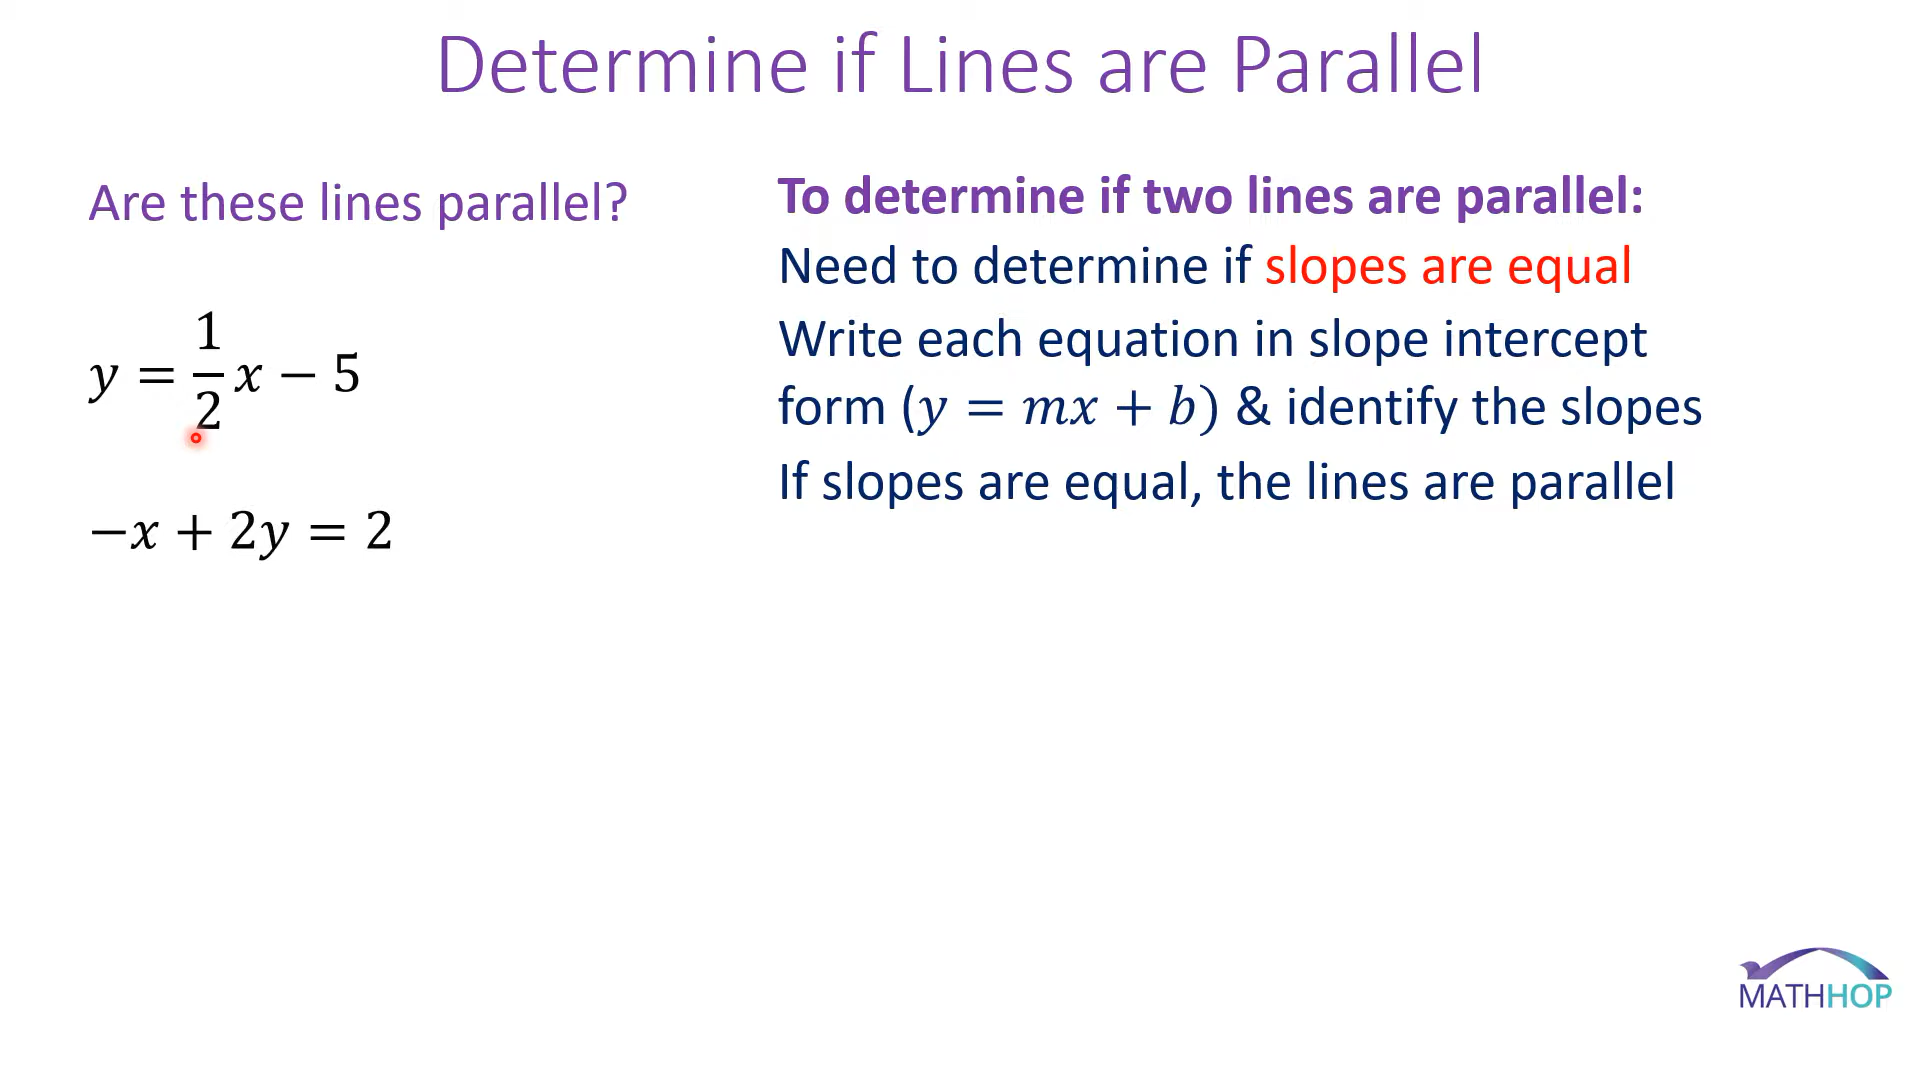 Determine if Lines are Parallel
Are these lines parallel?
y = 1/2 x − 5
−x + 2y = 2
To determine if two lines are parallel:
Need to determine if slopes are equal
Write each equation in slope intercept
form (y = mx + b) & identify the slopes
If slopes are equal, the lines are parallel
MATHHOP